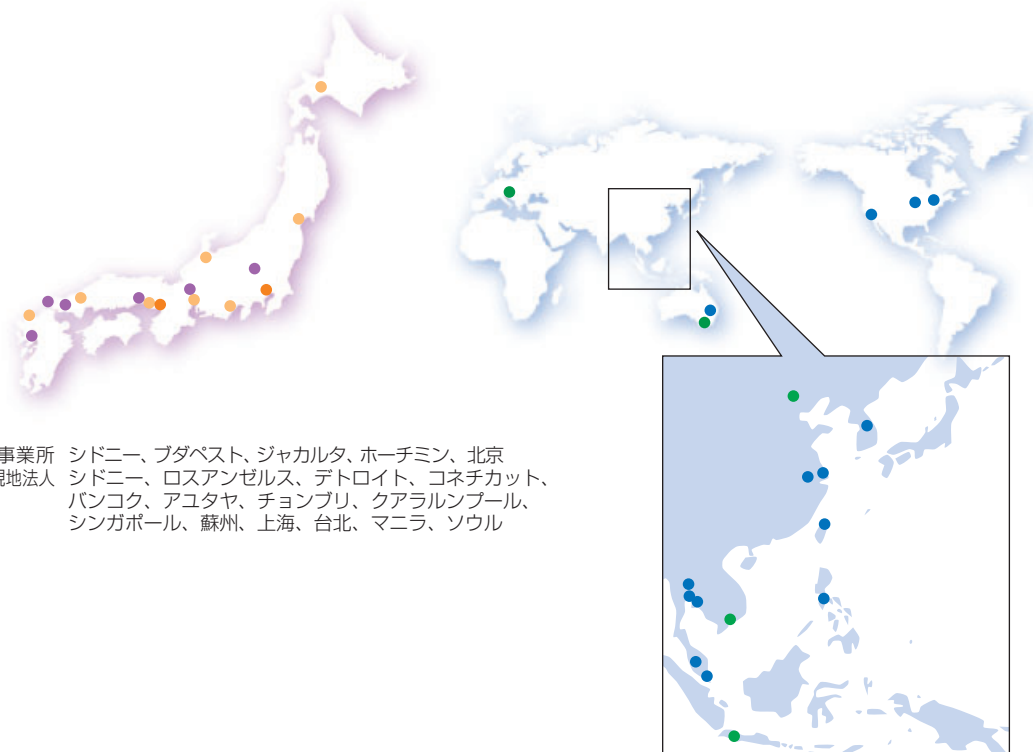 事業所 シドニー、ブダペスト、ジャカルタ、ホーチミン、北京
現地法人 シドニー、ロスアンゼルス、デトロイト、コネチカット、
バンコク、アユタヤ、チョンブリ、クアラルンプール、
シンガポール、蘇州、上海、台北、マニラ、ソウル